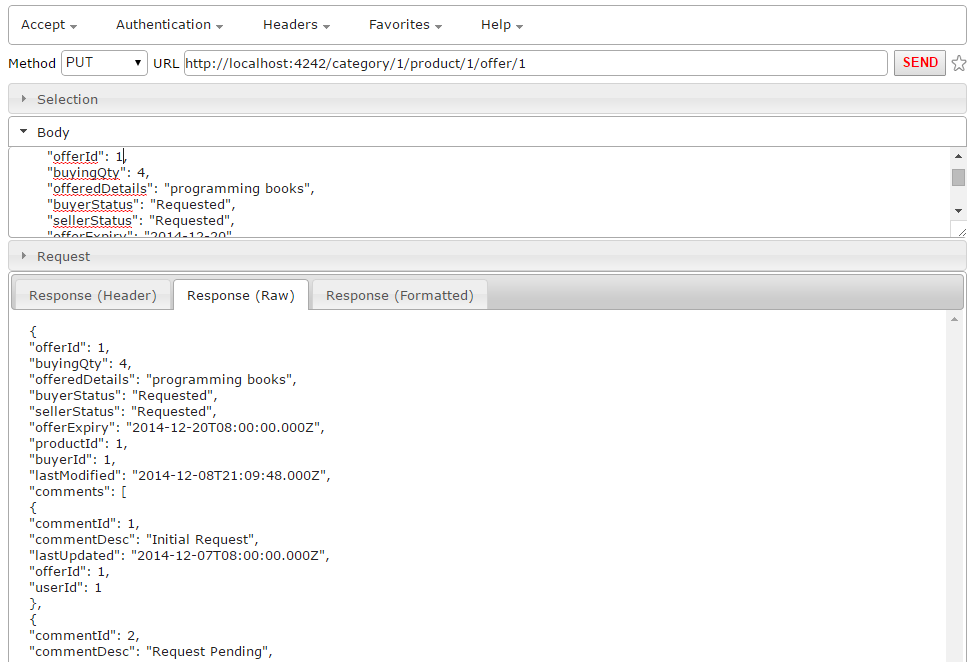 Accept Authentication Headers Favorites Help
Method PUT URL http://localhost:4242/category/1/product/1/offer/1 SEND
Selection
Body
"offerId": 1,
"buyingQty": 4,
"offeredDetails": "programming books",
"buyerStatus": "Requested",
"sellerStatus": "Requested",
"offerExpiry": "2014-12-20"
Request
Response (Header) Response (Raw) Response (Formatted)
{
"offerId": 1,
"buyingQty": 4,
"offeredDetails": "programming books",
"buyerStatus": "Requested",
"sellerStatus": "Requested",
"offerExpiry": "2014-12-20T08:00:00.000Z",
"productId": 1,
"buyerId": 1,
"lastModified": "2014-12-08T21:09:48.000Z",
"comments": [
{
"commentId": 1,
"commentDesc": "Initial Request",
"lastUpdated": "2014-12-07T08:00:00.000Z",
"offerId": 1,
"userId": 1
},
{
"commentId": 2,
"commentDesc": "Request Pending",